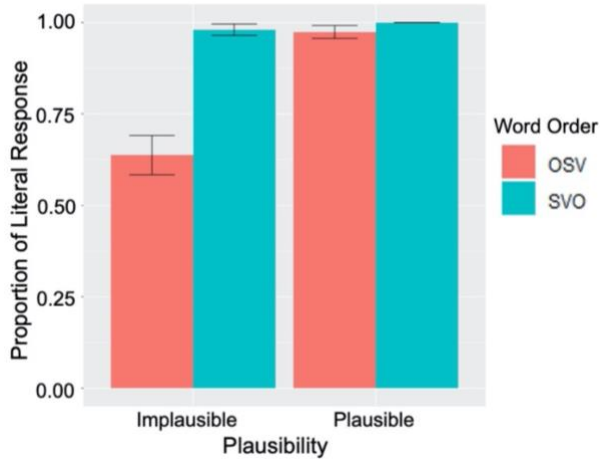 1.00
0.75
0.50
0.25
0.00
Proportion of Literal Response
Implausible
Plausible
Plausibility
Word Order
OSV
SVO